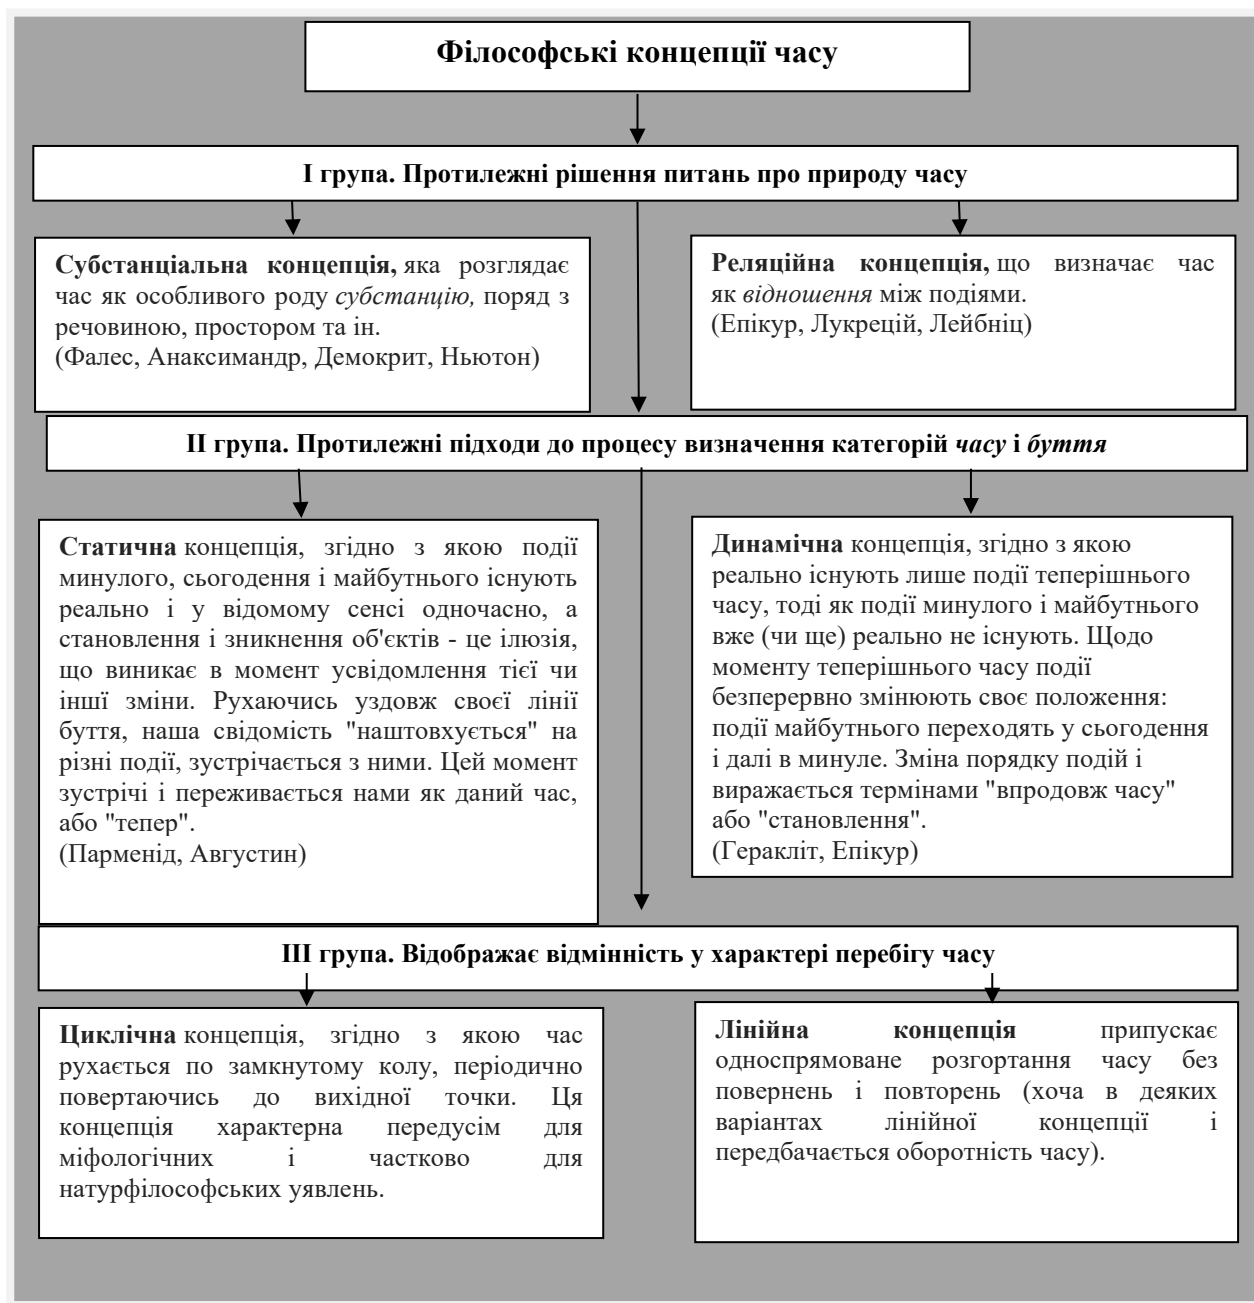 Філософські концепції часу
І група. Протилежні рішення питань про природу часу
Субстанціальна концепція, яка розглядає
час як особливого роду субстанцію, поряд з
речовиною, простором та ін.
(Фалес, Анаксимандр, Демокрит, Ньютон)
Реляційна концепція, що визначає час
як відношення між подіями.
(Епікур, Лукрецій, Лейбніц)
ІІ група. Протилежні підходи до процесу визначення категорій часу і буття
Статична концепція, згідно з якою події
минулого, сьогодення і майбутнього існують
реально і у відомому сенсі одночасно, а
становлення і зникнення об'єктів - це ілюзія,
що виникає в момент усвідомлення тієї чи
іншої зміни. Рухаючись уздовж своєї лінії
буття, наша свідомість "наштовхується" на
різні події, зустрічається з ними. Цей момент
зустрічі і переживається нами як даний час,
або "тепер".
(Парменід, Августин)
Динамічна концепція, згідно з якою
реально існують лише події теперішнього
часу, тоді як події минулого і майбутнього
вже (чи ще) реально не існують. Щодо
моменту теперішнього часу події
безперервно змінюють своє положення:
події майбутнього переходять у сьогодення
і далі в минуле. Зміна порядку подій і
виражається термінами "впродовж часу"
або "становлення".
(Геракліт, Епікур)
ІІІ група. Відображає відмінність у характері перебігу часу
Циклічна концепція, згідно з якою час
рухається по замкнутому колу, періодично
повертаючись до вихідної точки. Ця
концепція характерна передусім для
міфологічних і частково для
натурфілософських уявлень.
Лінійна концепція припускає
односпрямоване розгортання часу без
повернень і повторень (хоча в деяких
варіантах лінійної концепції і
передбачається оборотність часу).